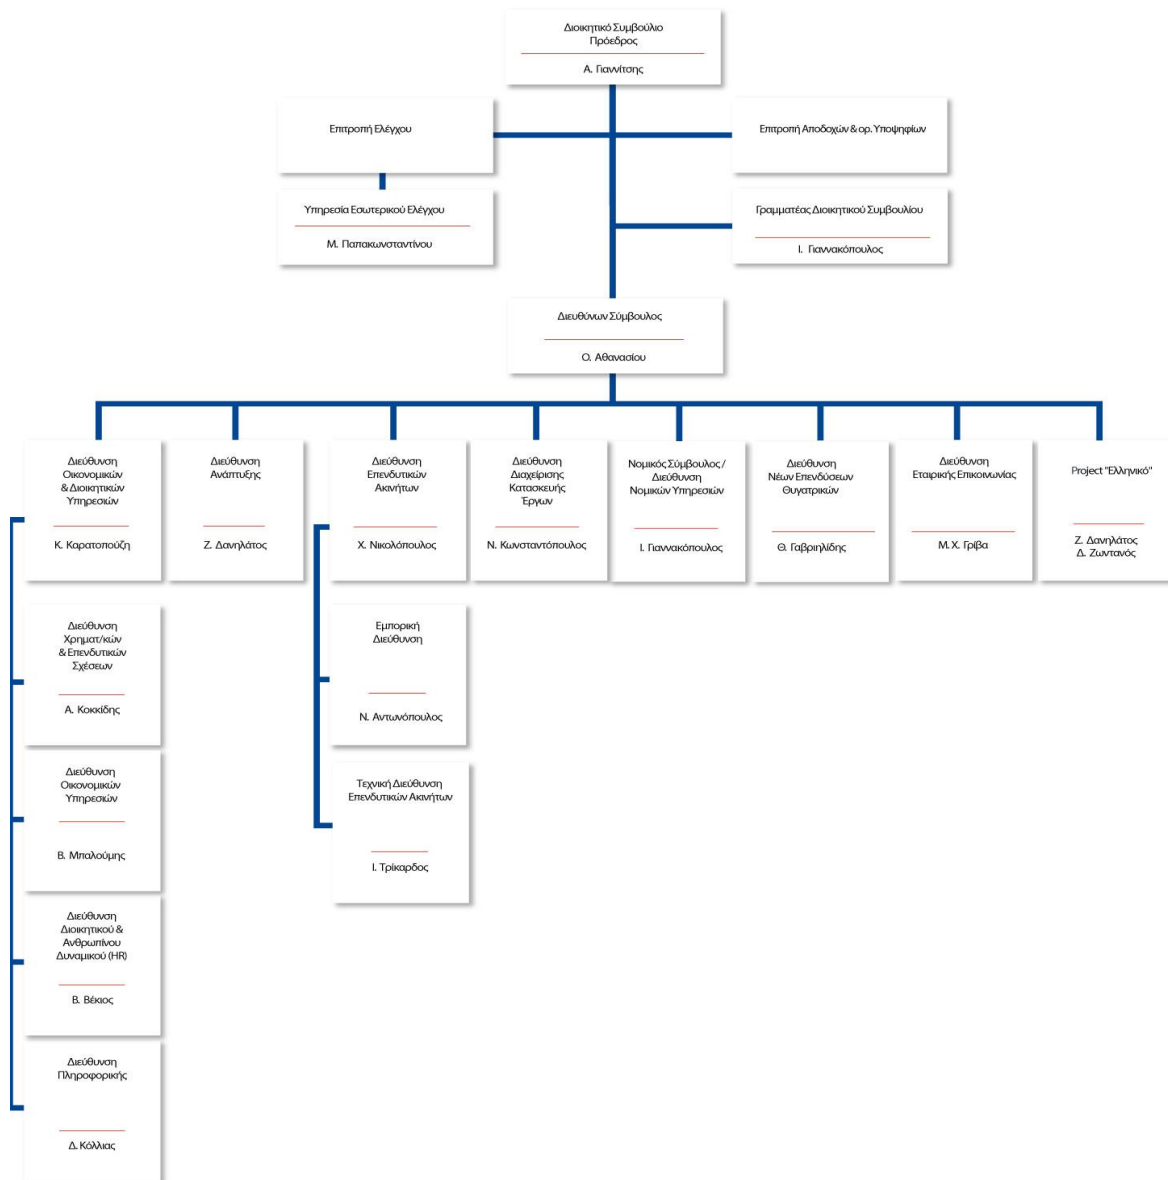 Διοικητικό Συμβούλιο
Πρόεδρος
Α. Γιαννίτσης
Επιτροπή Ελέγχου
Επιτροπή Αποδοχών & ορ. Υποψηφίων
Υπηρεσία Εσωτερικού Ελέγχου
Μ. Παπακωνσταντίνου
Γραμματέας Διοικητικού Συμβουλίου
Ι. Γιαννακόπουλος
Διευθύνων Σύμβουλος
Ο. Αθανασίου
Διεύθυνση
Οικονομικών
& Διοικητικών
Υπηρεσιών
Κ. Καρατοπούζη
Διεύθυνση
Ανάπτυξης
Ζ. Δανηλάτος
Διεύθυνση
Επενδυτικών
Ακινήτων
Χ. Νικολόπουλος
Διεύθυνση
Διαχείρισης
Κατασκευής
Έργων
Ν. Κωνσταντόπουλος
Νομικός Σύμβουλος /
Διεύθυνση
Νομικών Υπηρεσιών
Ι. Γιαννακόπουλος
Διεύθυνση
Νέων Επενδύσεων
Θυγατρικών
Θ. Γαβριηλίδης
Διεύθυνση
Εταιρικής Επικοινωνίας
Μ. Χ. Γρίβα
Project "Ελληνικό"
Ζ. Δανηλάτος
Δ. Ζωντανός
Διεύθυνση
Χρηματ/κών
& Επενδυτικών
Σχέσεων
Α. Κοκκίδης
Διεύθυνση
Οικονομικών
Υπηρεσιών
Β. Μπαλούμης
Διεύθυνση
Διοικητικού &
Ανθρωπίνου
Δυναμικού (HR)
Β. Βέκιος
Διεύθυνση
Πληροφορικής
Δ. Κόλλιας
Εμπορική
Διεύθυνση
Ν. Αντωνόπουλος
Τεχνική Διεύθυνση
Επενδυτικών Ακινήτων
Ι. Τρίκαρδος